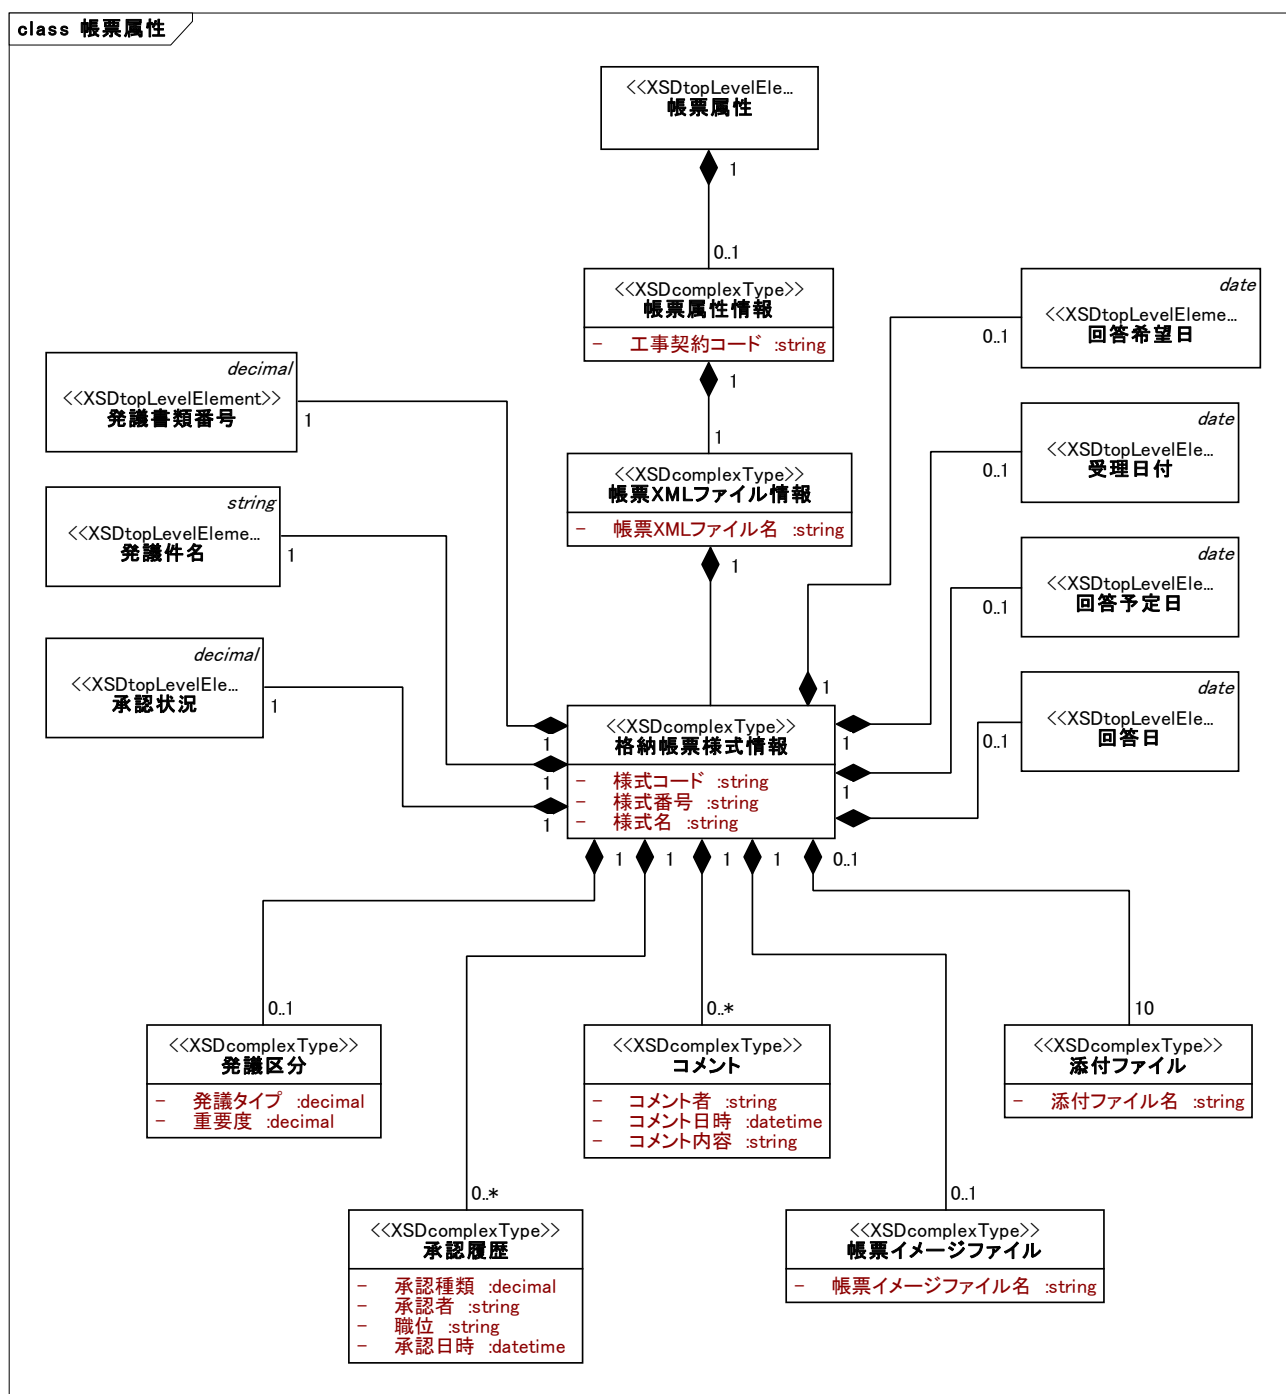 class 帳票属性
<<XSDtopLevelEle...
帳票属性
1
0..1
<<XSDcomplexType>>
帳票属性情報
- 工事契約コード :string
1
1
<<XSDcomplexType>>
帳票XMLファイル情報
- 帳票XMLファイル名 :string
1
decimal
<<XSDtopLevelElement>>
発議書類番号
1
string
<<XSDtopLevelEleme...
発議件名
1
decimal
<<XSDtopLevelEle...
承認状況
1
date
<<XSDtopLevelEleme...
回答希望日
0..1
date
<<XSDtopLevelEle...
受理日付
0..1
date
<<XSDtopLevelEle...
回答予定日
0..1
date
<<XSDtopLevelEle...
回答日
0..1
1
<<XSDcomplexType>>
格納帳票様式情報
- 様式コード :string
- 様式番号 :string
- 様式名 :string
1
1
1
1
1
1
1
1
1
0..1
0..1
<<XSDcomplexType>>
発議区分
- 発議タイプ :decimal
- 重要度 :decimal
0..*
<<XSDcomplexType>>
コメント
- コメント者 :string
- コメント日時 :datetime
- コメント内容 :string
10
<<XSDcomplexType>>
添付ファイル
- 添付ファイル名 :string
0..*
<<XSDcomplexType>>
承認履歴
- 承認種類 :decimal
- 承認者 :string
- 職位 :string
- 承認日時 :datetime
0..1
<<XSDcomplexType>>
帳票イメージファイル
- 帳票イメージファイル名 :string